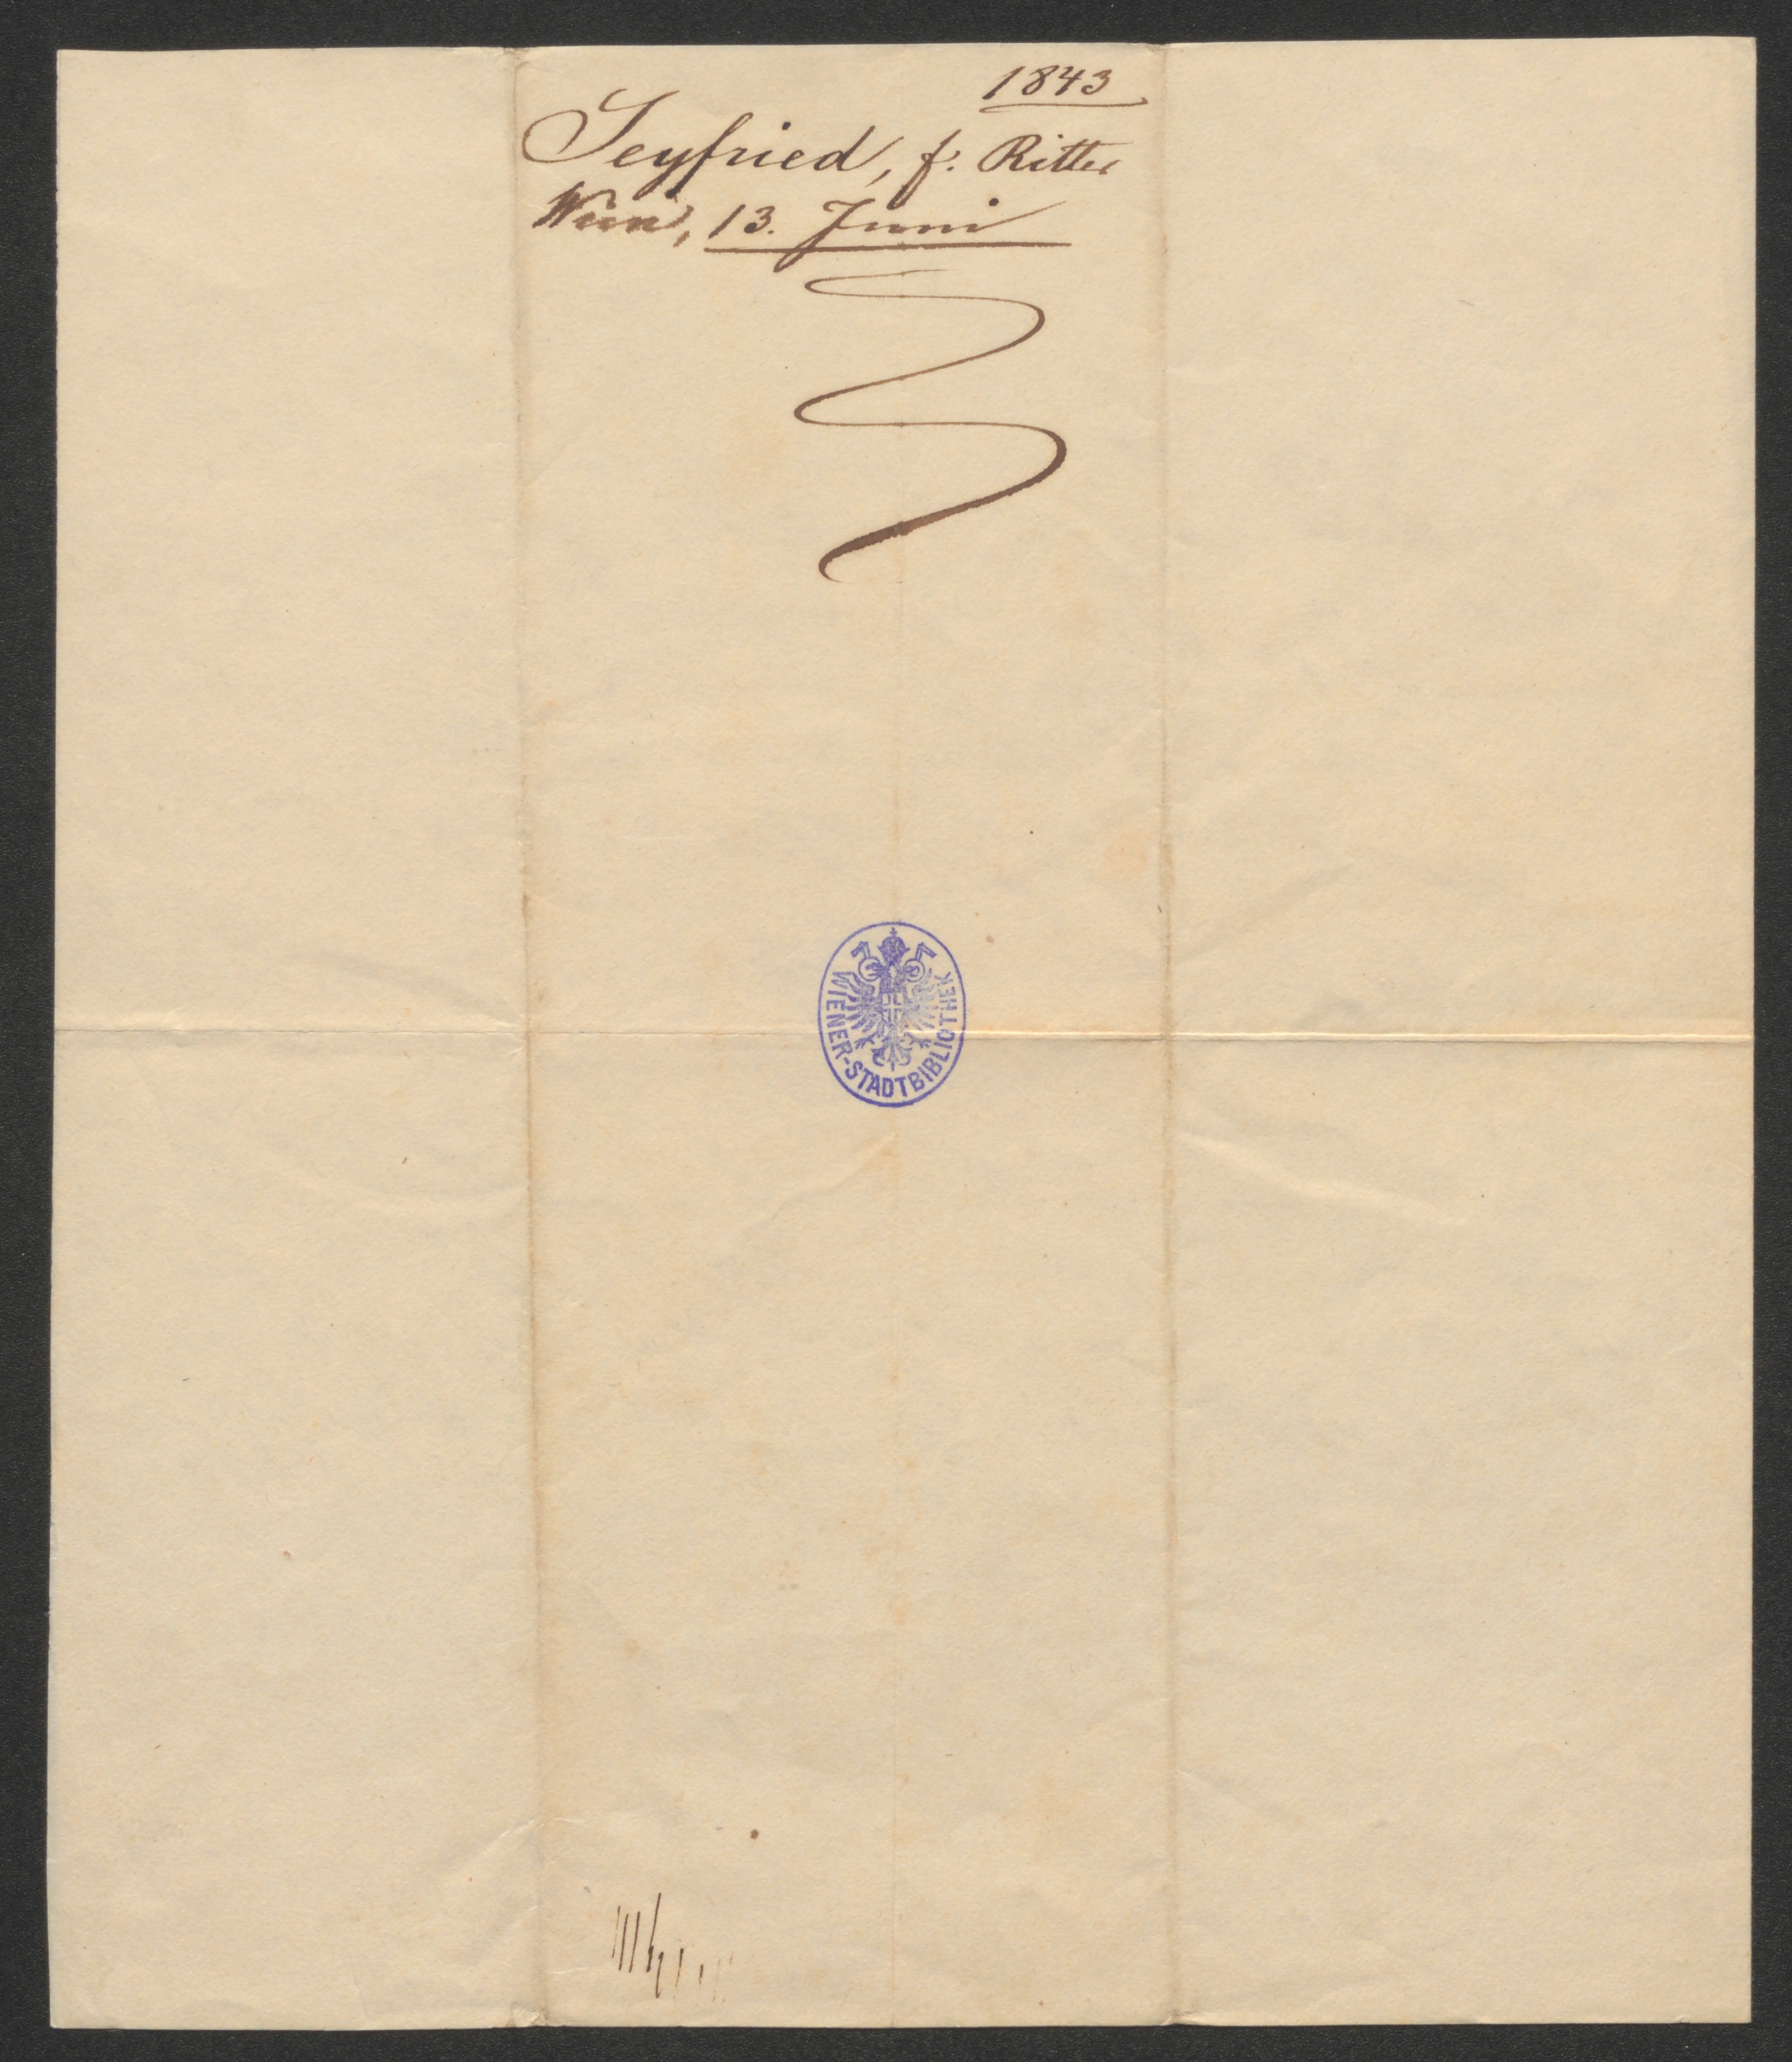 1843
Seyfried, f. Ritter
Wien, 13. Juni
WIENER-STADTBIBLIOTHEK